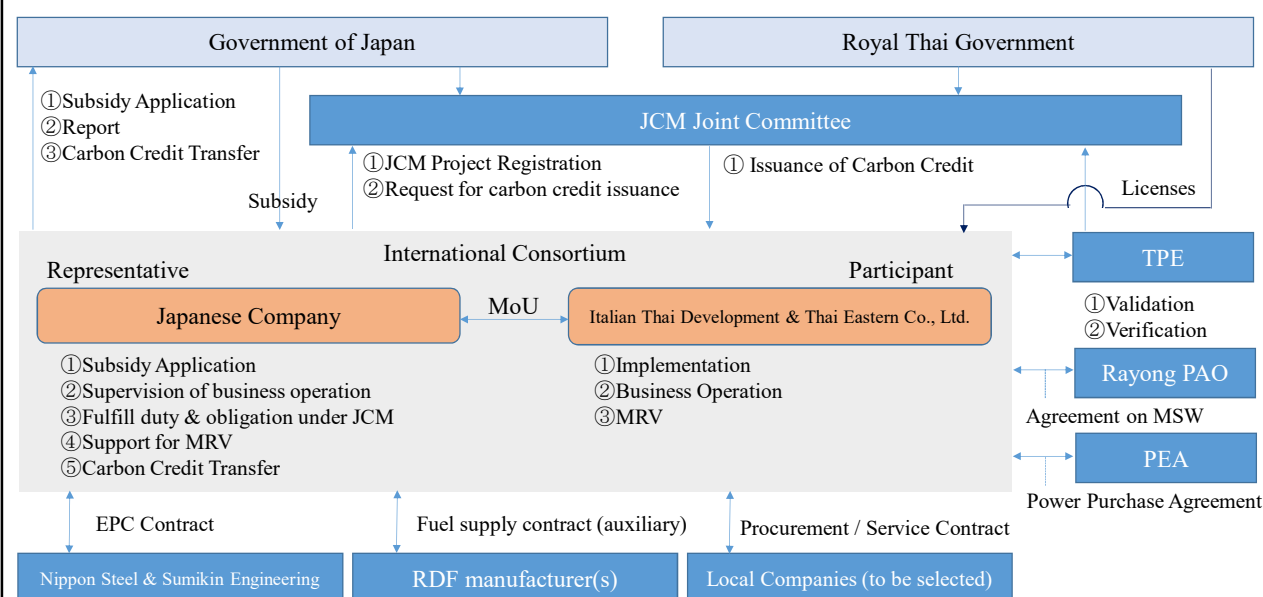 Government of Japan
Royal Thai Government
①Subsidy Application
②Report
③Carbon Credit Transfer
JCM Joint Committee
①JCM Project Registration
②Request for carbon credit issuance
① Issuance of Carbon Credit
Licenses
Subsidy
International Consortium
Representative
Participant
TPE
Japanese Company
MoU
Italian Thai Development & Thai Eastern Co., Ltd.
①Validation
②Verification
①Subsidy Application
②Supervision of business operation
③Fulfill duty & obligation under JCM
④Support for MRV
⑤Carbon Credit Transfer
①Implementation
②Business Operation
③MRV
Rayong PAO
Agreement on MSW
PEA
Power Purchase Agreement
EPC Contract
Fuel supply contract (auxiliary)
Procurement / Service Contract
Nippon Steel & Sumikin Engineering
RDF manufacturer(s)
Local Companies (to be selected)